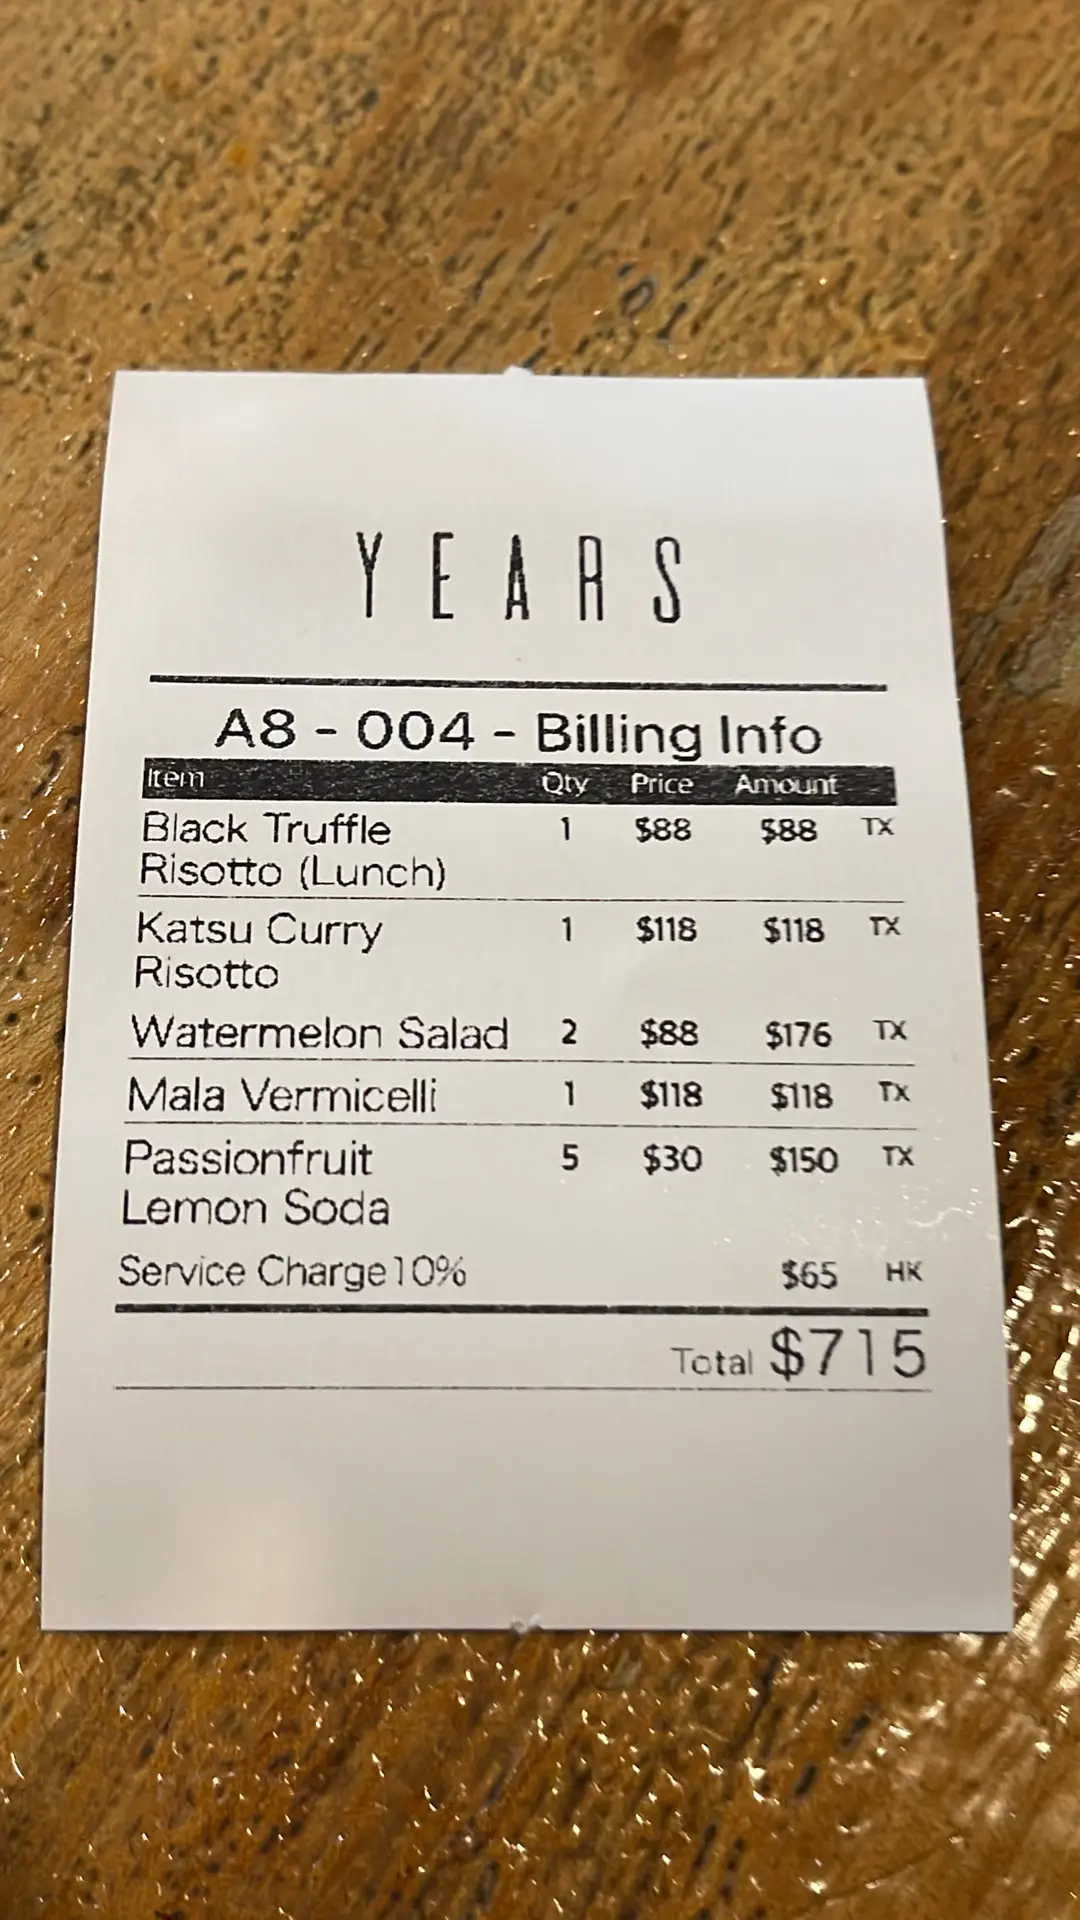 YEARS
A8 - 004 - Billing Info
Item Qty Price Amount
Black Truffle 1 $88 $88 TX
Risotto (Lunch)
Katsu Curry 1 $118 $118 TX
Risotto
Watermelon Salad 2 $88 $176 TX
Mala Vermicelli 1 $118 $118 TX
Passionfruit 5 $30 $150 TX
Lemon Soda
Service Charge10% $65 HK
Total $715